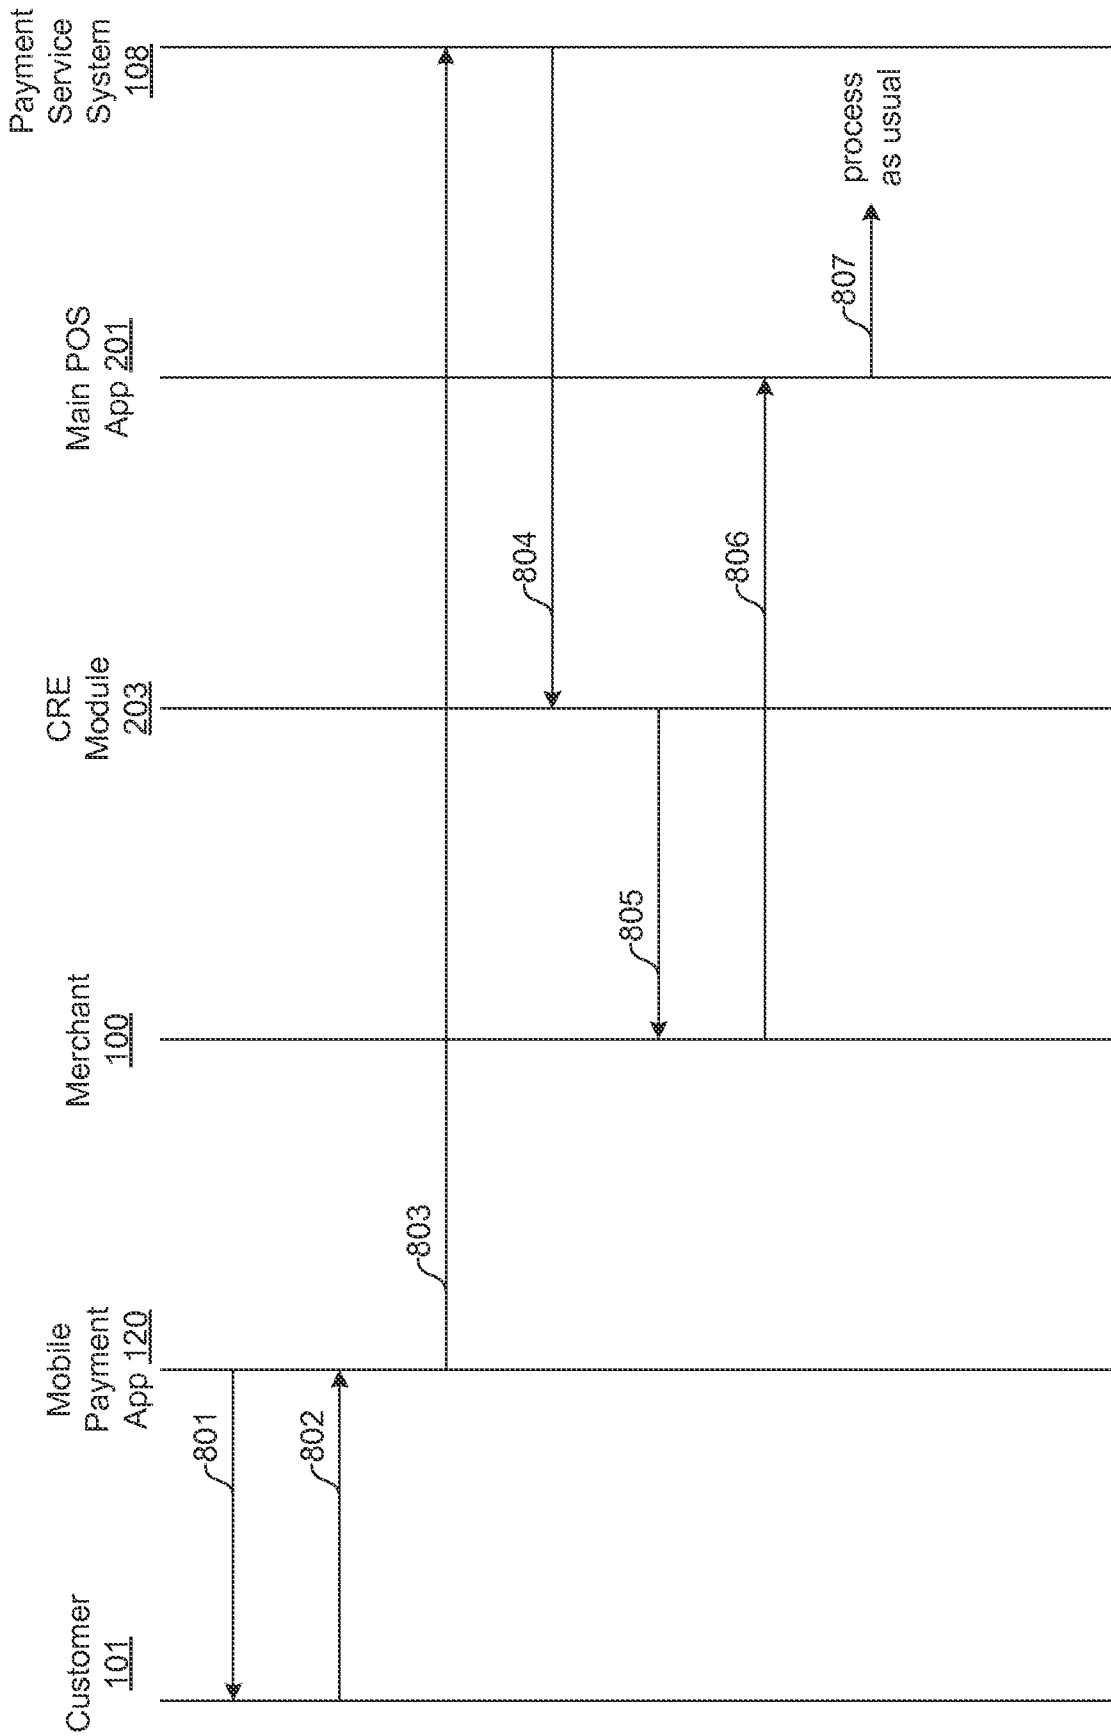 Customer
101
Mobile
Payment
App 120
Merchant
100
CRE
Module
203
Main POS
App 201
Payment
Service
System
108
801
802
803
804
805
806
807
process
as usual